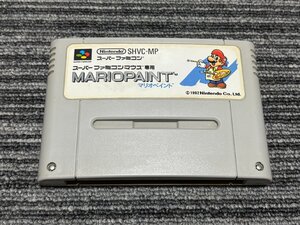 Nintendo SHVC-MP
スーパーファミコン
スーパーファミコンマウス専用
MARIOPAINT™
マリオペイント
©1992 Nintendo Co., Ltd.